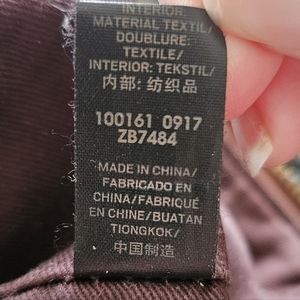 INTERIOR:
MATERIAL TEXTIL/
DOUBLURE:
TEXTILE/
INTERIOR: TEKSTIL/
内部: 纺织品
100161 0917
ZB7484
MADE IN CHINA/
FABRICADO EN
CHINA/FABRIQUÉ
EN CHINE/BUATAN
TIONGKOK/
中国制造